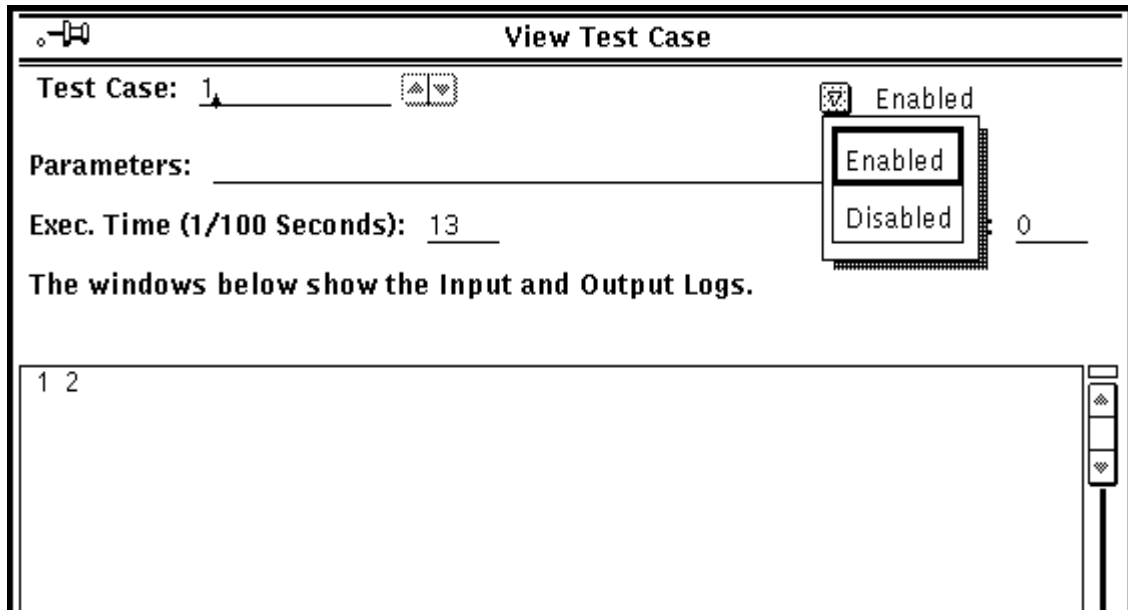 View Test Case
Test Case: 1
Enabled
Enabled
Parameters:
Disabled
Exec. Time (1/100 Seconds): 13 : 0
The windows below show the Input and Output Logs.
1 2